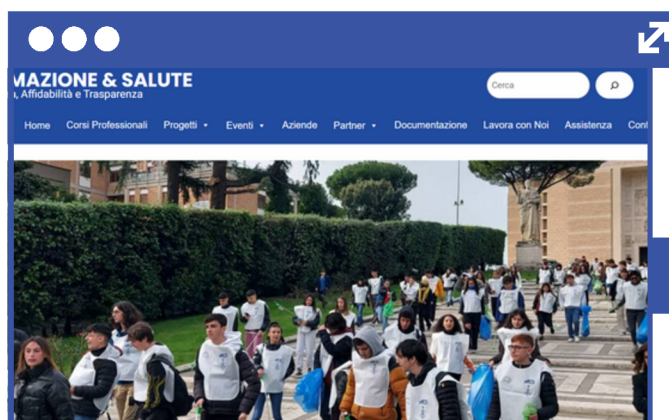 MAZIONE & SALUTE
, Affidabilità e Trasparenza
Cerca
Home Corsi Professionali Progetti Eventi Aziende Partner Documentazione Lavora con Noi Assistenza Cont